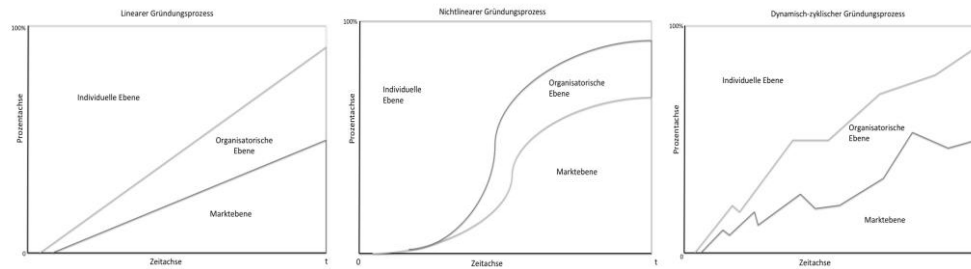 Linearer Gründungsprozess
100%
Prozentachse
Individuelle Ebene
Organisatorische
Ebene
Marktebene
0
Zeitachse
t
Nichtlinearer Gründungsprozess
100%
Prozentachse
Individuelle
Ebene
Organisatorische
Ebene
Marktebene
0
Zeitachse
t
Dynamisch-zyklischer Gründungsprozess
100%
Prozentachse
Individuelle Ebene
Organisatorische
Ebene
Marktebene
0
Zeitachse